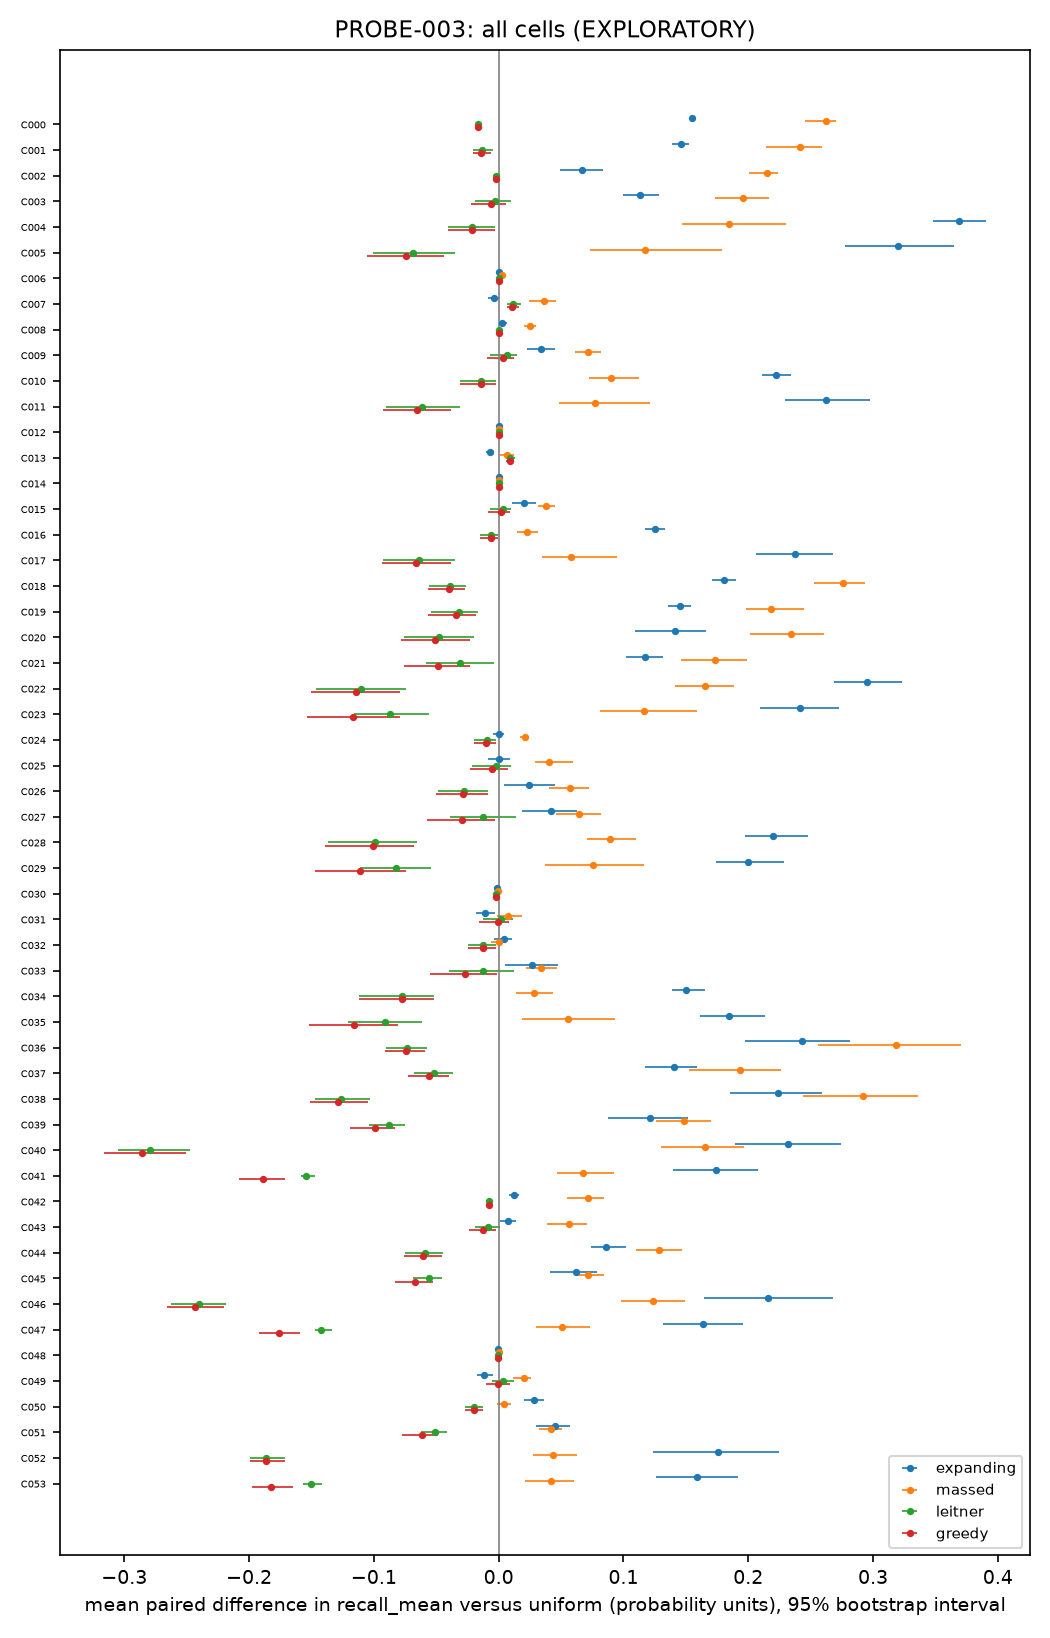 PROBE-003: all cells (EXPLORATORY)
C000
C001
C002
C003
C004
C005
C006
C007
C008
C009
C010
C011
C012
C013
C014
C015
C016
C017
C018
C019
C020
C021
C022
C023
C024
C025
C026
C027
C028
C029
C030
C031
C032
C033
C034
C035
C036
C037
C038
C039
C040
C041
C042
C043
C044
C045
C046
C047
C048
C049
C050
C051
C052
C053
expanding
massed
leitner
greedy
−0.3 −0.2 −0.1 0.0 0.1 0.2 0.3 0.4
mean paired difference in recall_mean versus uniform (probability units), 95% bootstrap interval